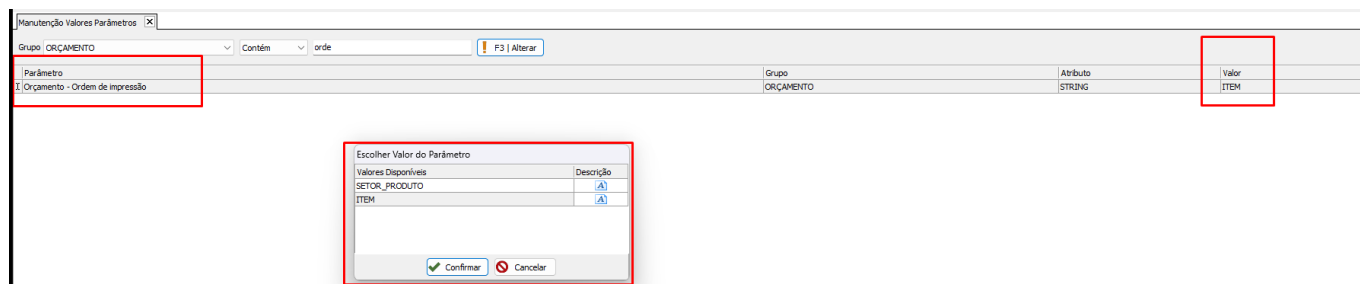 Manutenção Valores Parâmetros
Grupo ORÇAMENTO Contém orde F3 | Alterar
Parâmetro Grupo Atributo Valor
I Orçamento - Ordem de impressão ORÇAMENTO STRING ITEM
Escolher Valor do Parâmetro
Valores Disponíveis Descrição
SETOR_PRODUTO A
ITEM A
Confirmar Cancelar